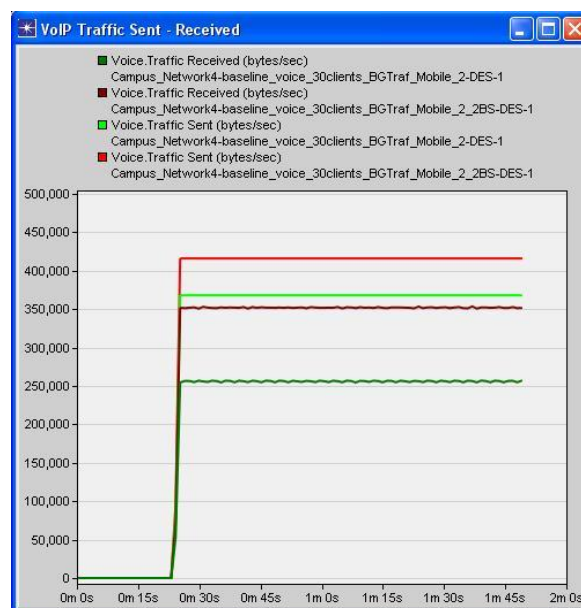 VoIP Traffic Sent - Received
Voice.Traffic Received (bytes/sec)
Campus_Network4-baseline_voice_30clients_BGTraf_Mobile_2-DES-1
Voice.Traffic Received (bytes/sec)
Campus_Network4-baseline_voice_30clients_BGTraf_Mobile_2_2BS-DES-1
Voice.Traffic Sent (bytes/sec)
Campus_Network4-baseline_voice_30clients_BGTraf_Mobile_2-DES-1
Voice.Traffic Sent (bytes/sec)
Campus_Network4-baseline_voice_30clients_BGTraf_Mobile_2_2BS-DES-1
500,000
450,000
400,000
350,000
300,000
250,000
200,000
150,000
100,000
50,000
0
0m 0s 0m 15s 0m 30s 0m 45s 1m 0s 1m 15s 1m 30s 1m 45s 2m 0s